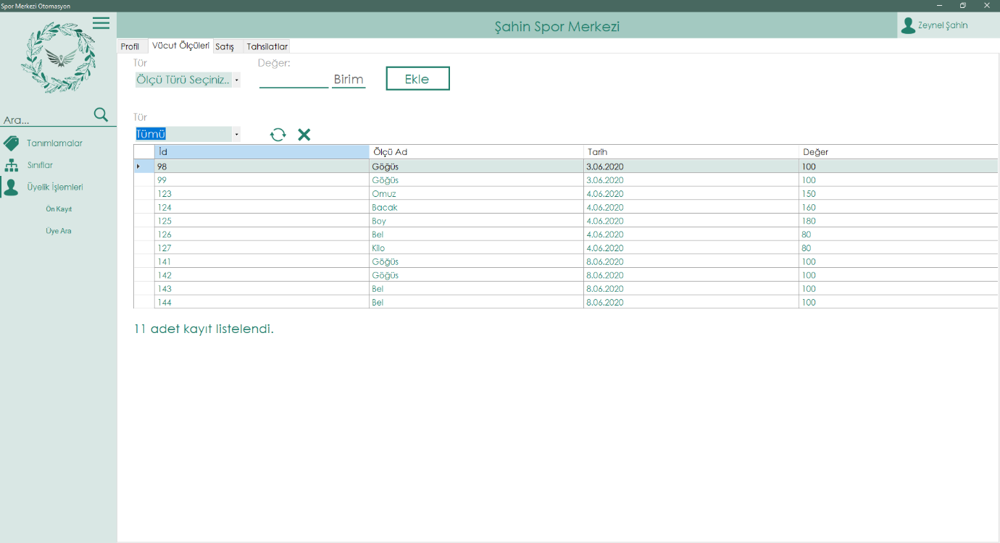 Spor Merkezi Otomasyon
Şahin Spor Merkezi
Zeynel Şahin
Ara...
Tanımlamalar
Sınıflar
Üyelik İşlemleri
Ön Kayıt
Üye Ara
Profil Vücut Ölçüleri Satış Tahsilatlar
Tür Değer:
Ölçü Türü Seçiniz.. Birim Ekle
Tür
Tümü
İd Ölçü Ad Tarih Değer
98 Göğüs 3.06.2020 100
99 Göğüs 3.06.2020 100
123 Omuz 4.06.2020 150
124 Bacak 4.06.2020 160
125 Boy 4.06.2020 180
126 Bel 4.06.2020 80
127 Kilo 4.06.2020 80
141 Göğüs 8.06.2020 100
142 Göğüs 8.06.2020 100
143 Bel 8.06.2020 100
144 Bel 8.06.2020 100
11 adet kayıt listelendi.